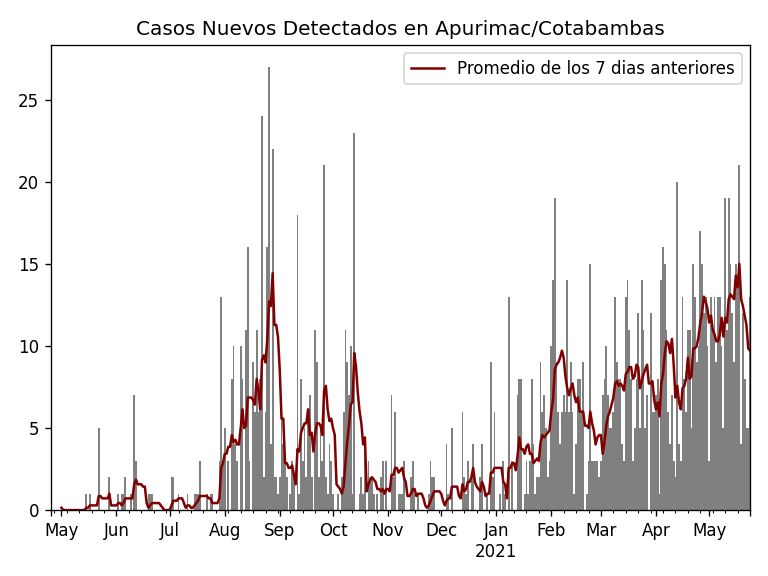 Casos Nuevos Detectados en Apurimac/Cotabambas
Promedio de los 7 dias anteriores
25
20
15
10
5
0
May Jun Jul Aug Sep Oct Nov Dec Jan Feb Mar Apr May
2021